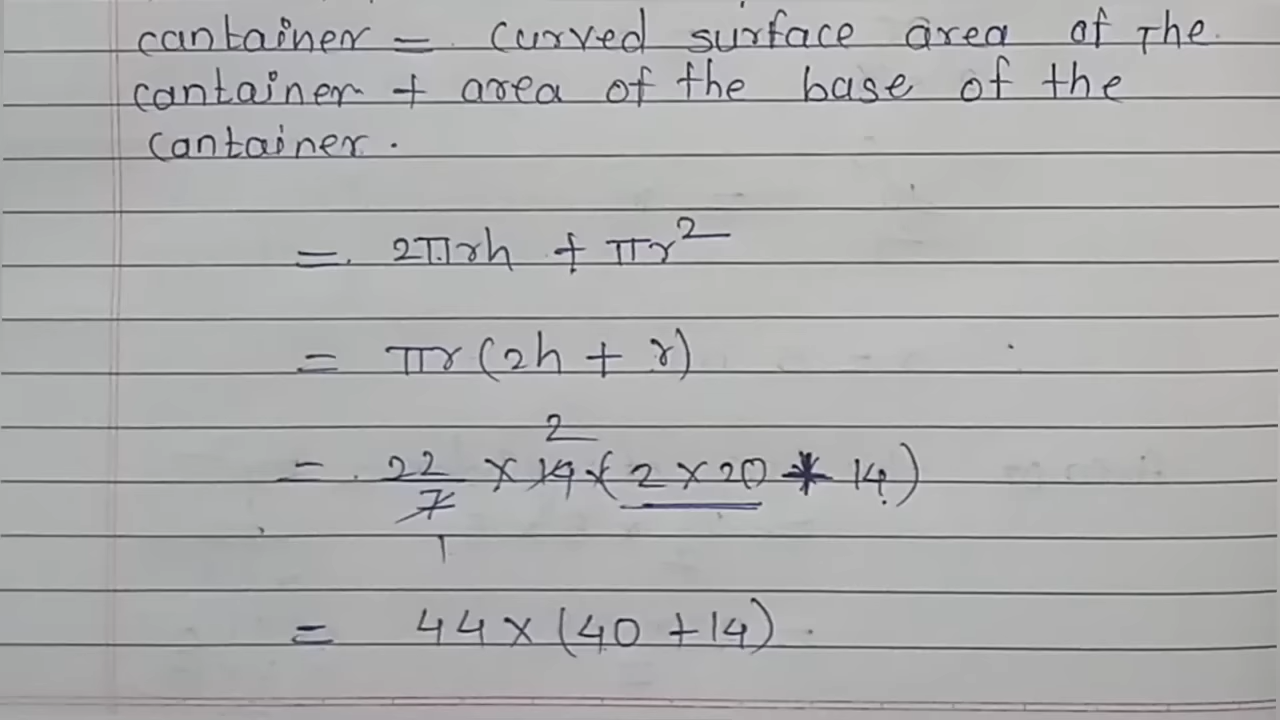 cantainer = curved surface area of The
cantainer + area of the base of the
cantainer.
= 2πrh + πr²
= πr(2h + r)
2
= 22/7 × 14 × (2 × 20 + 14)
1
= 44 × (40 + 14)